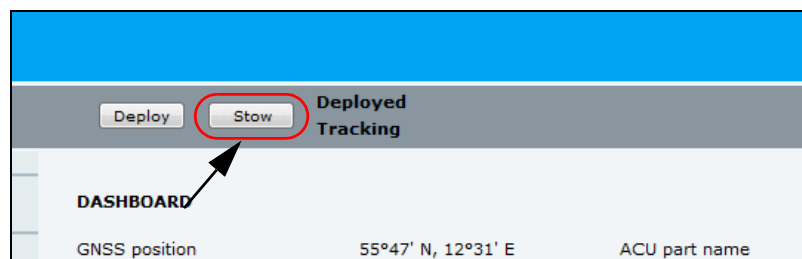 Deploy Stow Deployed
Tracking
DASHBOARD
GNSS position 55°47' N, 12°31' E ACU part name